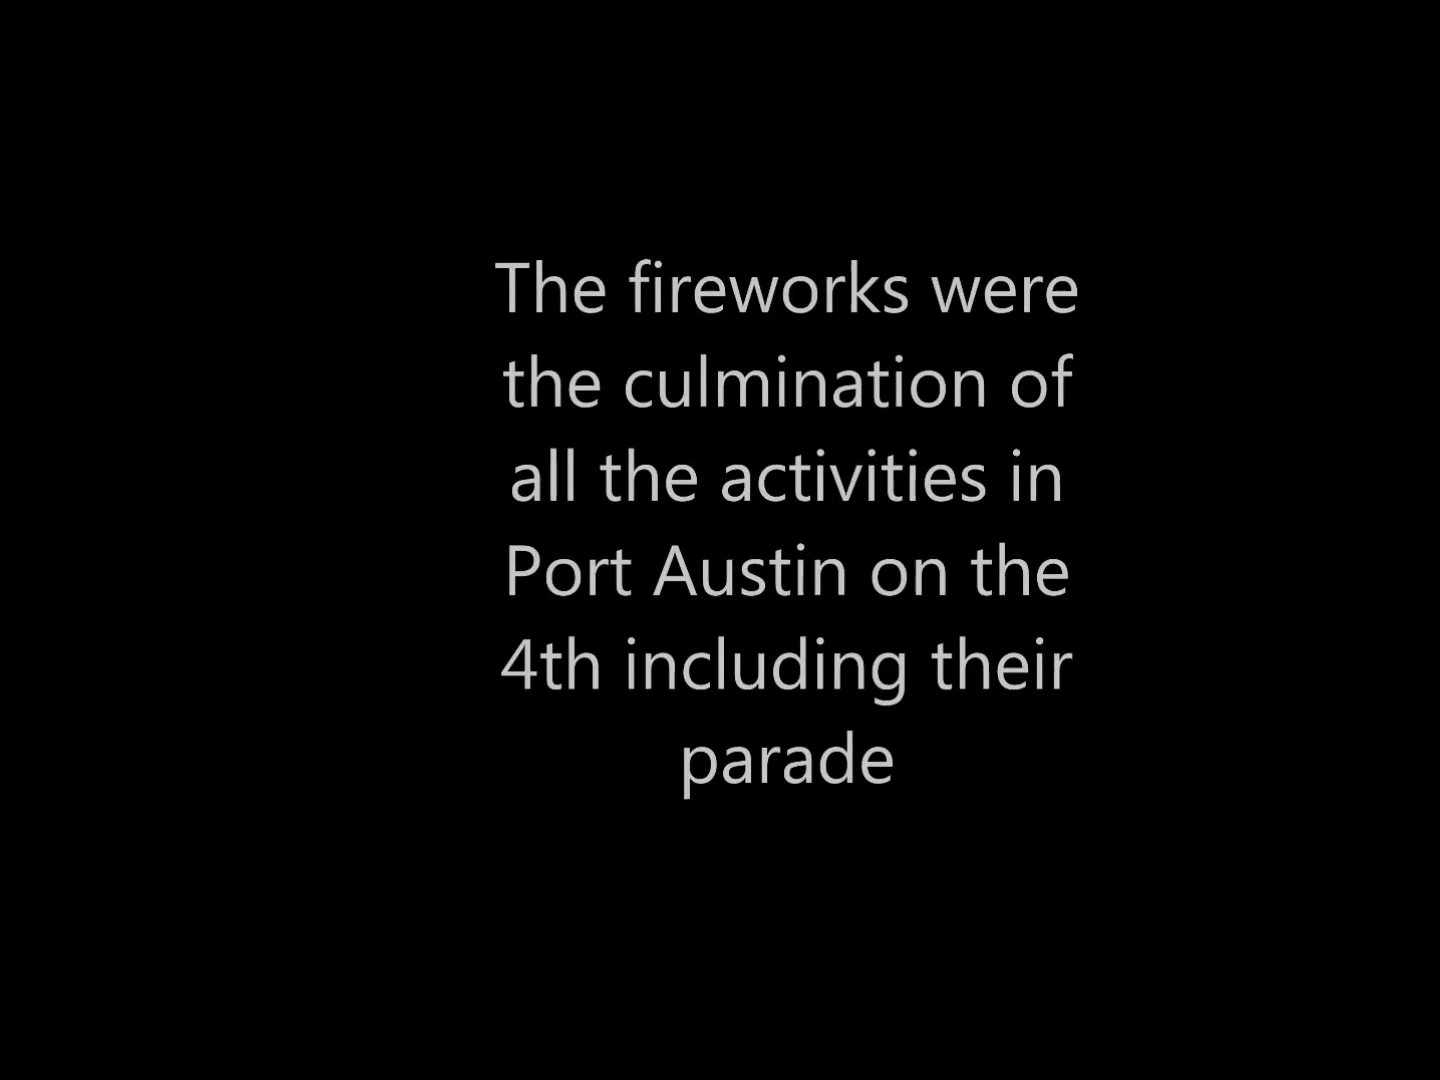 The fireworks were
the culmination of
all the activities in
Port Austin on the
4th including their
parade